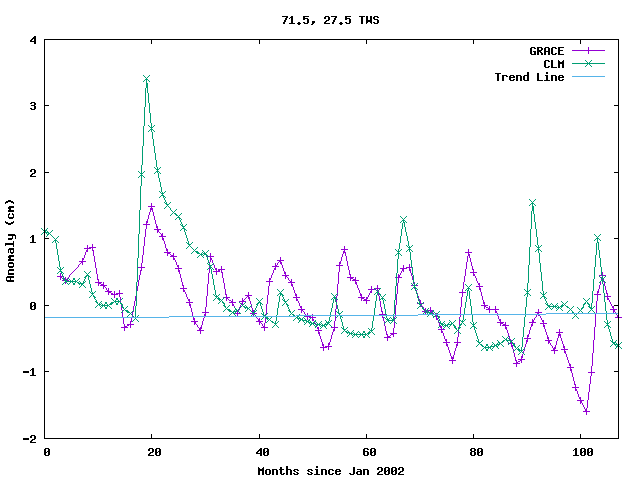 71.5, 27.5 TWS
GRACE
CLM
Trend Line
4
3
2
1
0
-1
-2
Anomaly (cm)
0 20 40 60 80 100
Months since Jan 2002